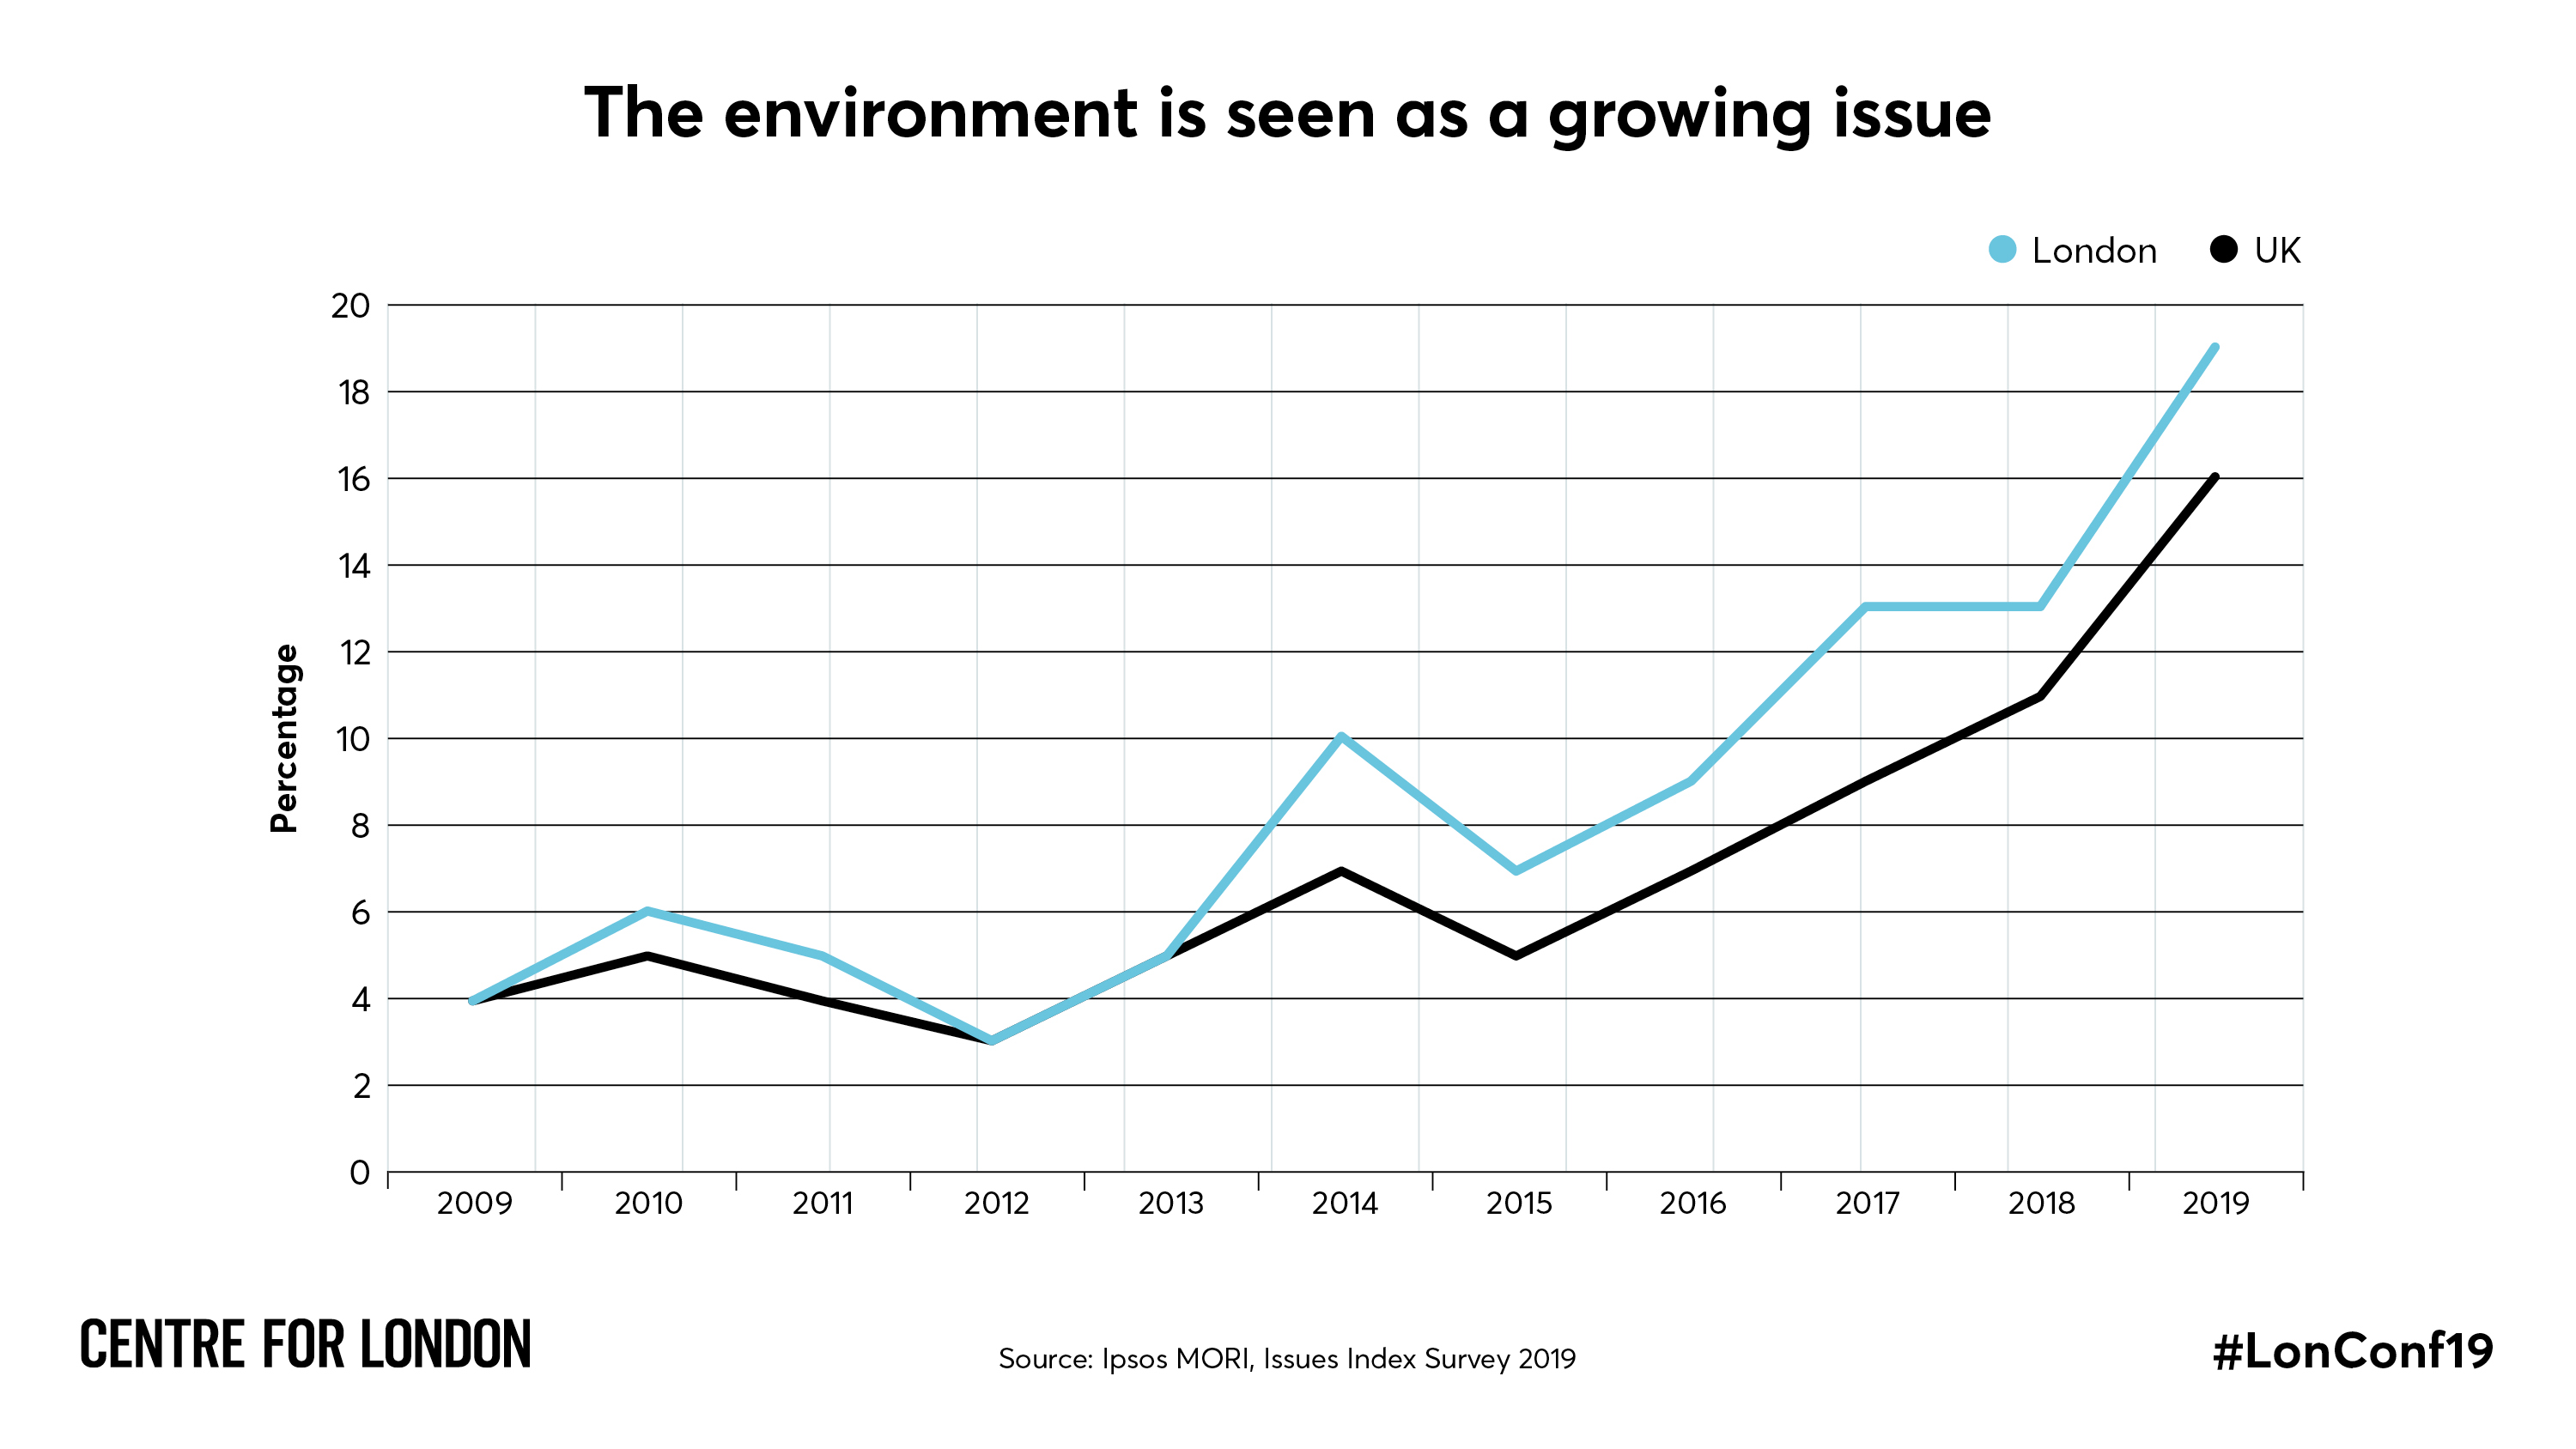 The environment is seen as a growing issue
London UK
20
18
16
14
12
10
8
6
4
2
0
Percentage
2009 2010 2011 2012 2013 2014 2015 2016 2017 2018 2019
CENTRE FOR LONDON
Source: Ipsos MORI, Issues Index Survey 2019
#LonConf19